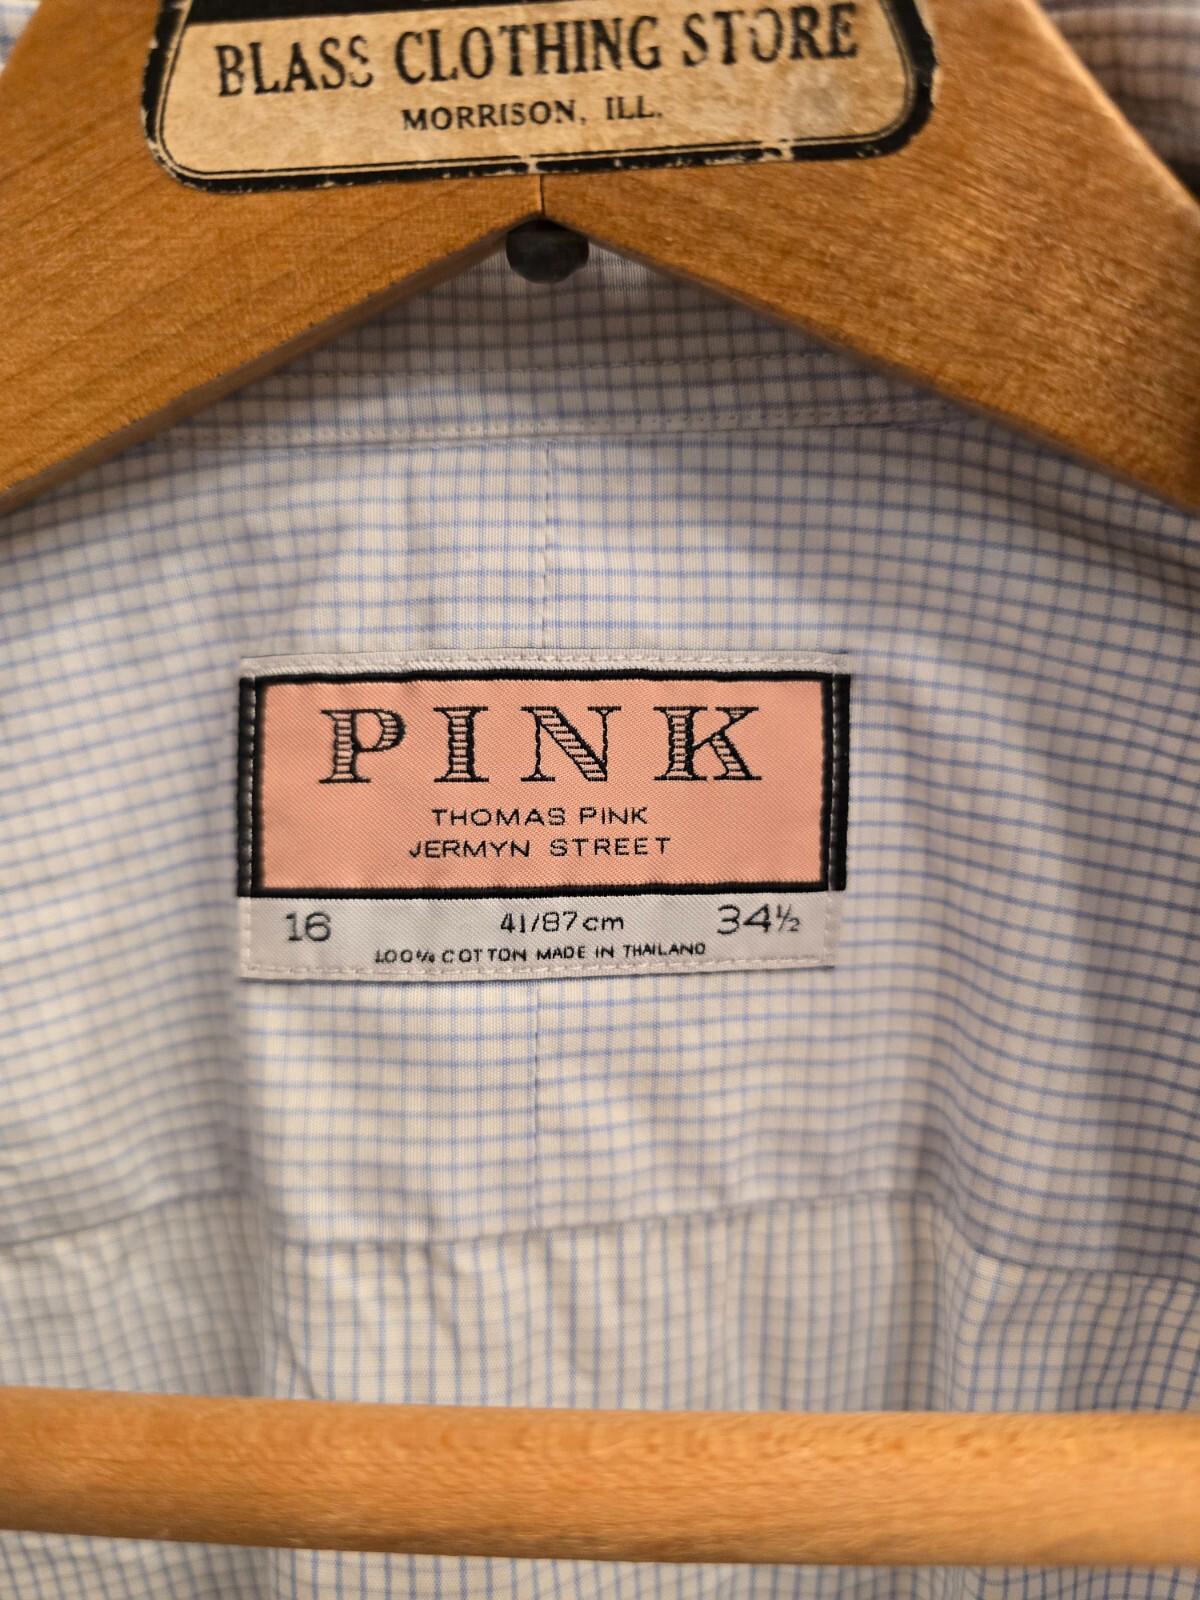 BLASS CLOTHING STORE
MORRISON, ILL.
PINK
THOMAS PINK
JERMYN STREET
16 41/87cm 34½
100% COTTON MADE IN THAILAND